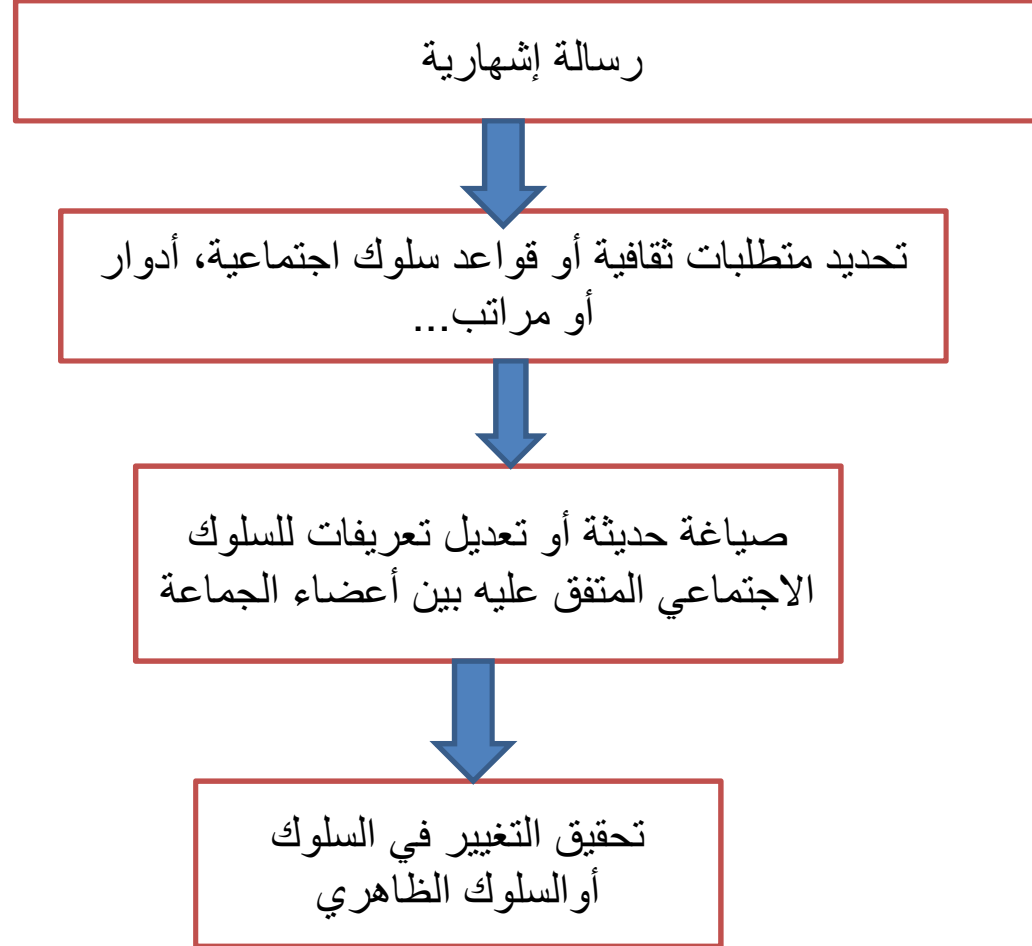 رسالة إشهارية
تحديد متطلبات ثقافية أو قواعد سلوك اجتماعية، أدوار
أو مراتب...
صياغة حديثة أو تعديل تعريفات للسلوك
الاجتماعي المتفق عليه بين أعضاء الجماعة
تحقيق التغيير في السلوك
أوالسلوك الظاهري